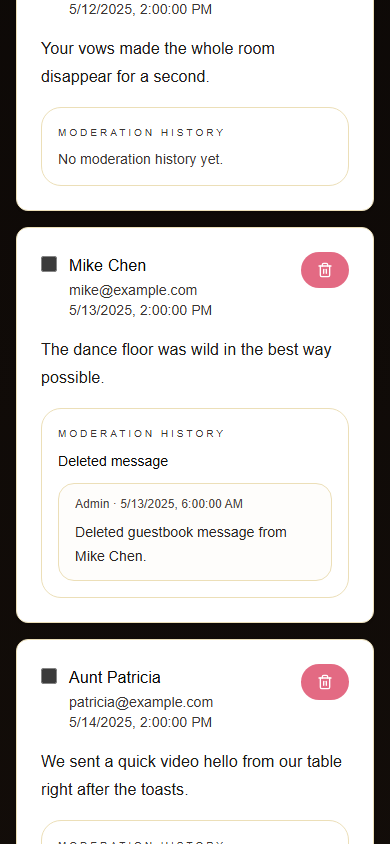 5/12/2025, 2:00:00 PM
Your vows made the whole room
disappear for a second.
MODERATION HISTORY
No moderation history yet.
Mike Chen
mike@example.com
5/13/2025, 2:00:00 PM
The dance floor was wild in the best way
possible.
MODERATION HISTORY
Deleted message
Admin · 5/13/2025, 6:00:00 AM
Deleted guestbook message from
Mike Chen.
Aunt Patricia
patricia@example.com
5/14/2025, 2:00:00 PM
We sent a quick video hello from our table
right after the toasts.
MODERATION HISTORY